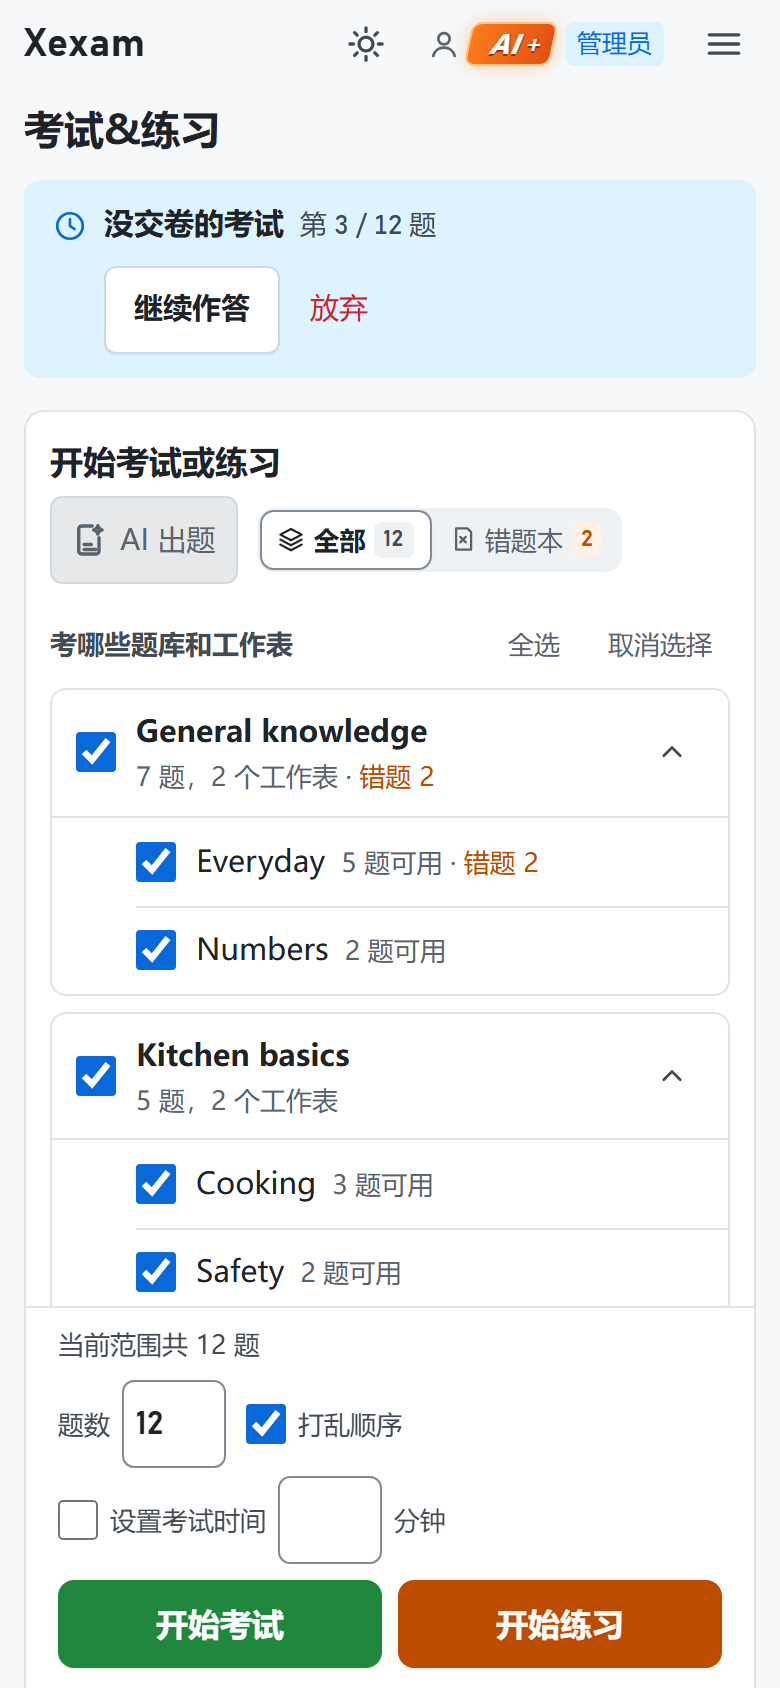 Xexam AI+ 管理员
考试&练习
没交卷的考试 第 3 / 12 题
继续作答 放弃
开始考试或练习
AI 出题 全部 12 错题本 2
考哪些题库和工作表 全选 取消选择
General knowledge
7 题，2 个工作表 · 错题 2
Everyday 5 题可用 · 错题 2
Numbers 2 题可用
Kitchen basics
5 题，2 个工作表
Cooking 3 题可用
Safety 2 题可用
当前范围共 12 题
题数 12 打乱顺序
设置考试时间 分钟
开始考试 开始练习